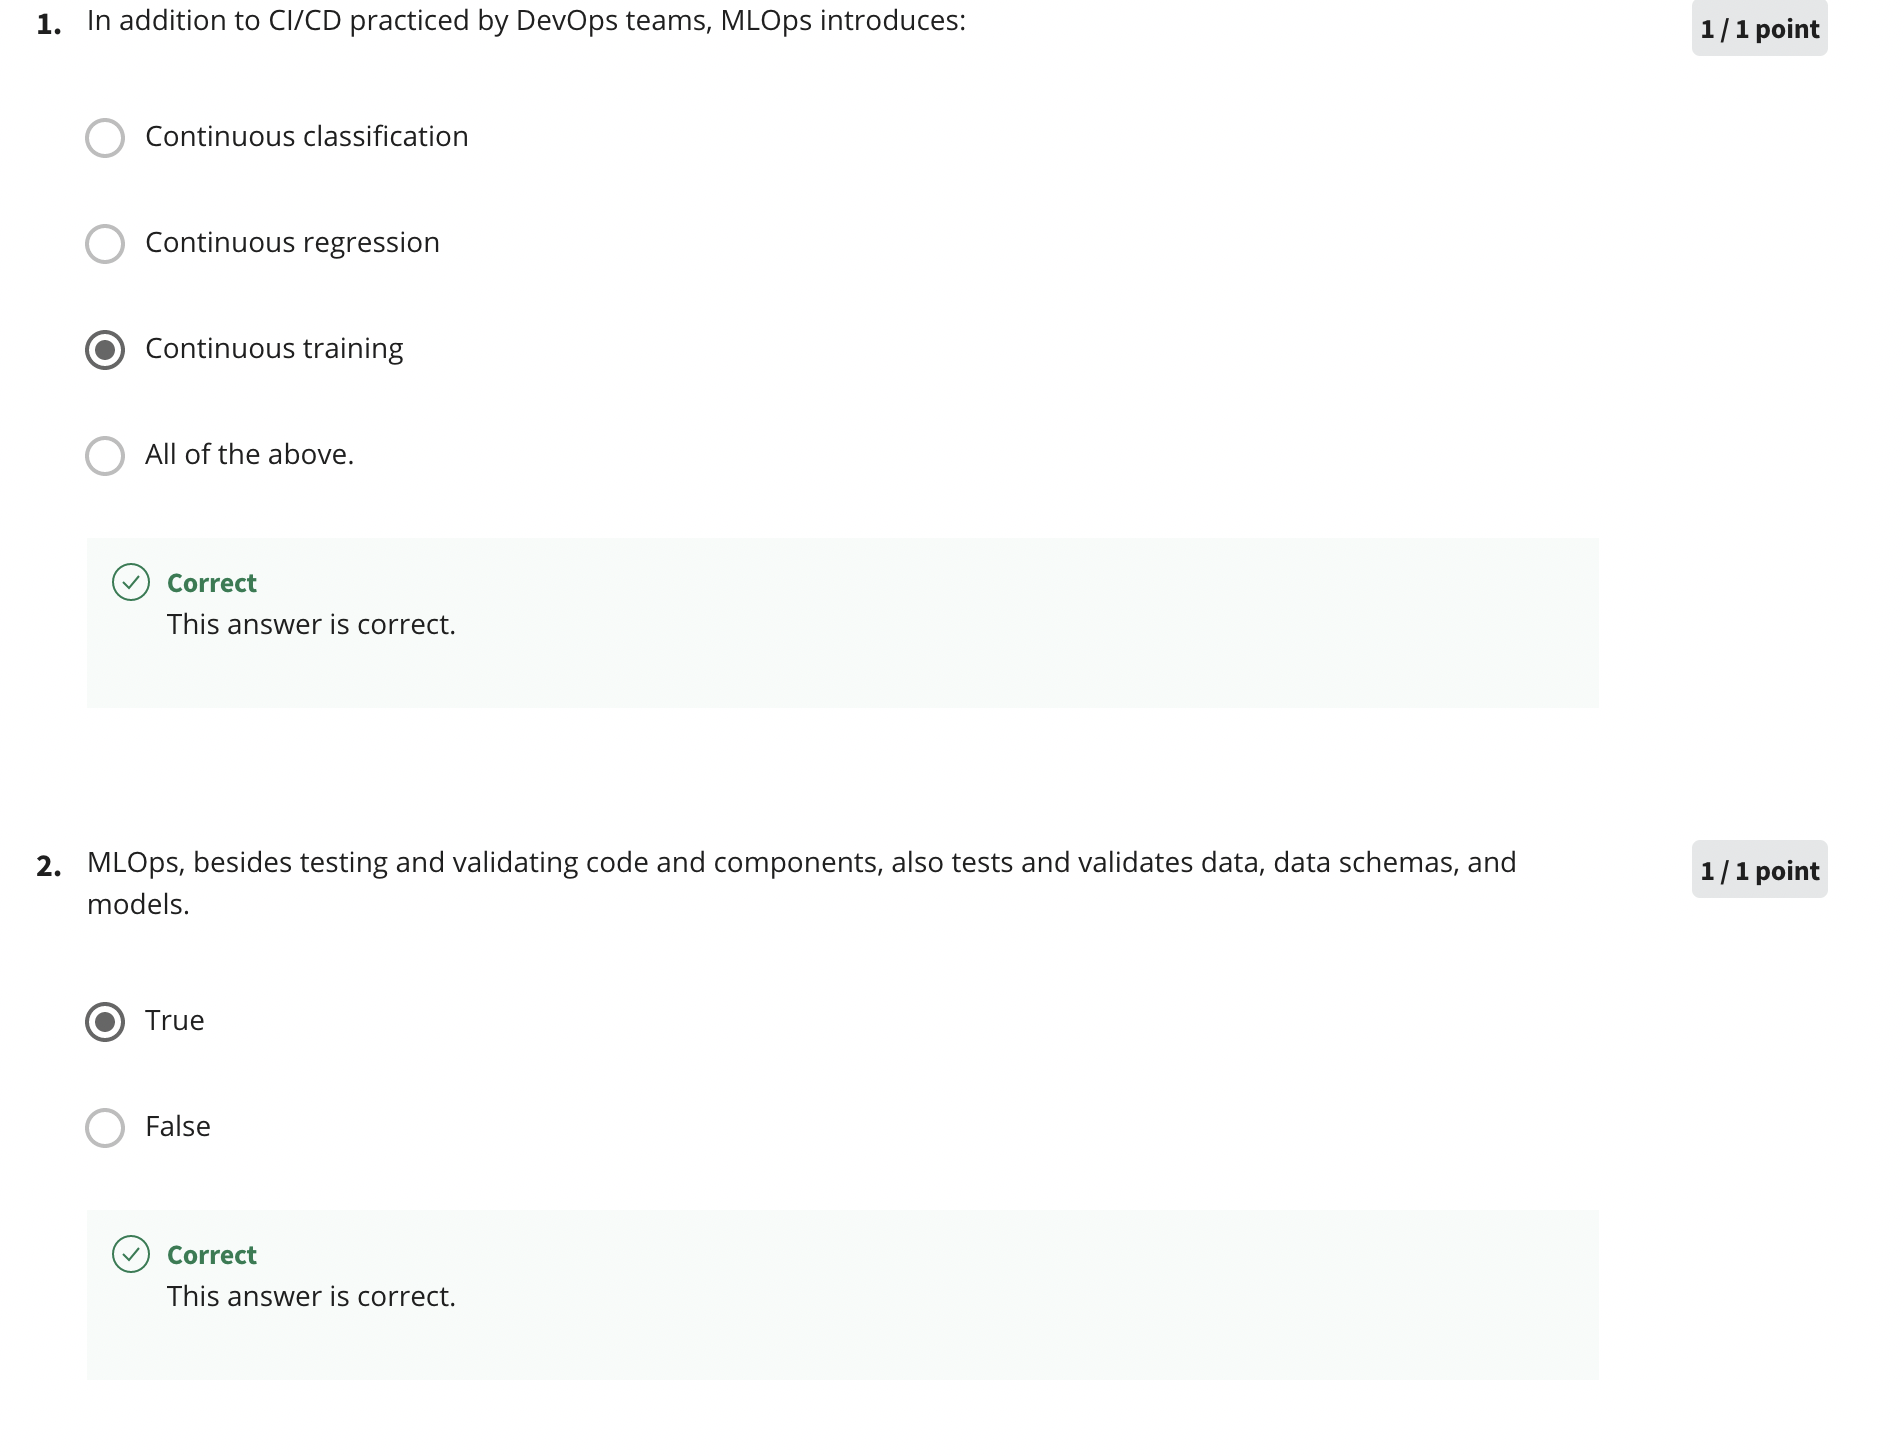 1. In addition to CI/CD practiced by DevOps teams, MLOps introduces:
1 / 1 point
Continuous classification
Continuous regression
Continuous training
All of the above.
Correct
This answer is correct.
2. MLOps, besides testing and validating code and components, also tests and validates data, data schemas, and
models.
1 / 1 point
True
False
Correct
This answer is correct.